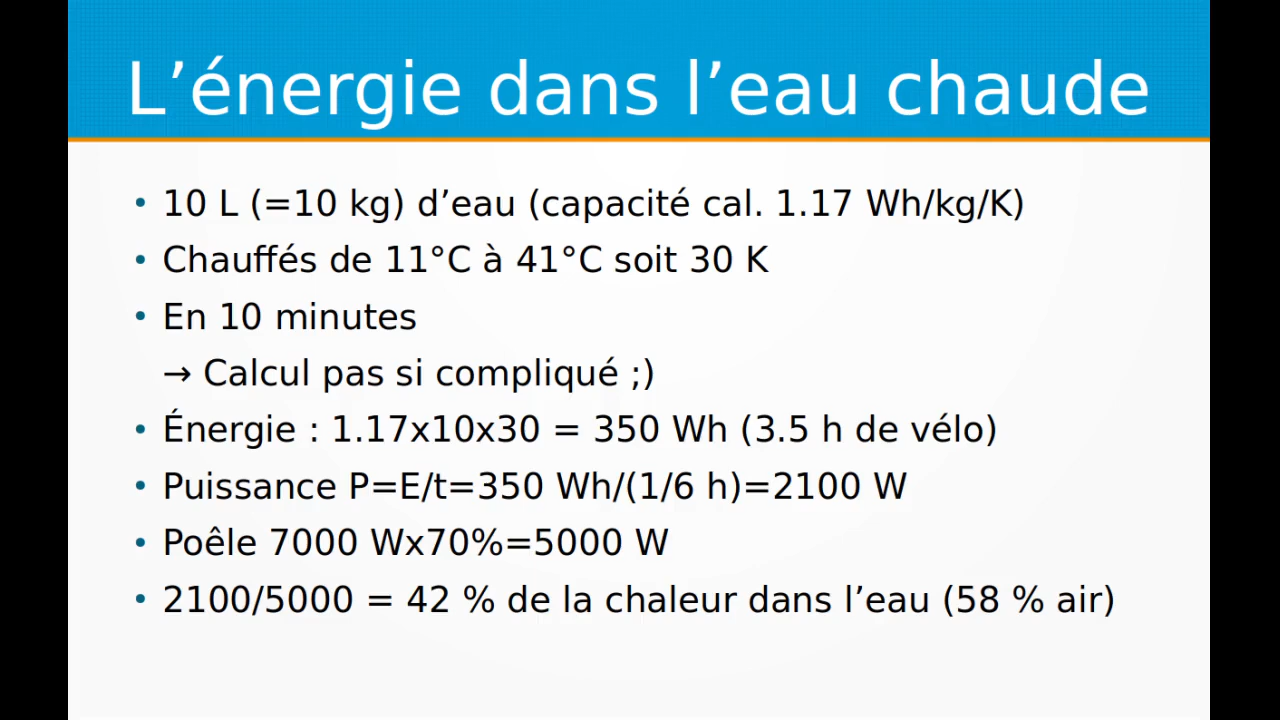 L’énergie dans l’eau chaude
• 10 L (=10 kg) d’eau (capacité cal. 1.17 Wh/kg/K)
• Chauffés de 11°C à 41°C soit 30 K
• En 10 minutes
→ Calcul pas si compliqué ;)
• Énergie : 1.17x10x30 = 350 Wh (3.5 h de vélo)
• Puissance P=E/t=350 Wh/(1/6 h)=2100 W
• Poêle 7000 Wx70%=5000 W
• 2100/5000 = 42 % de la chaleur dans l’eau (58 % air)